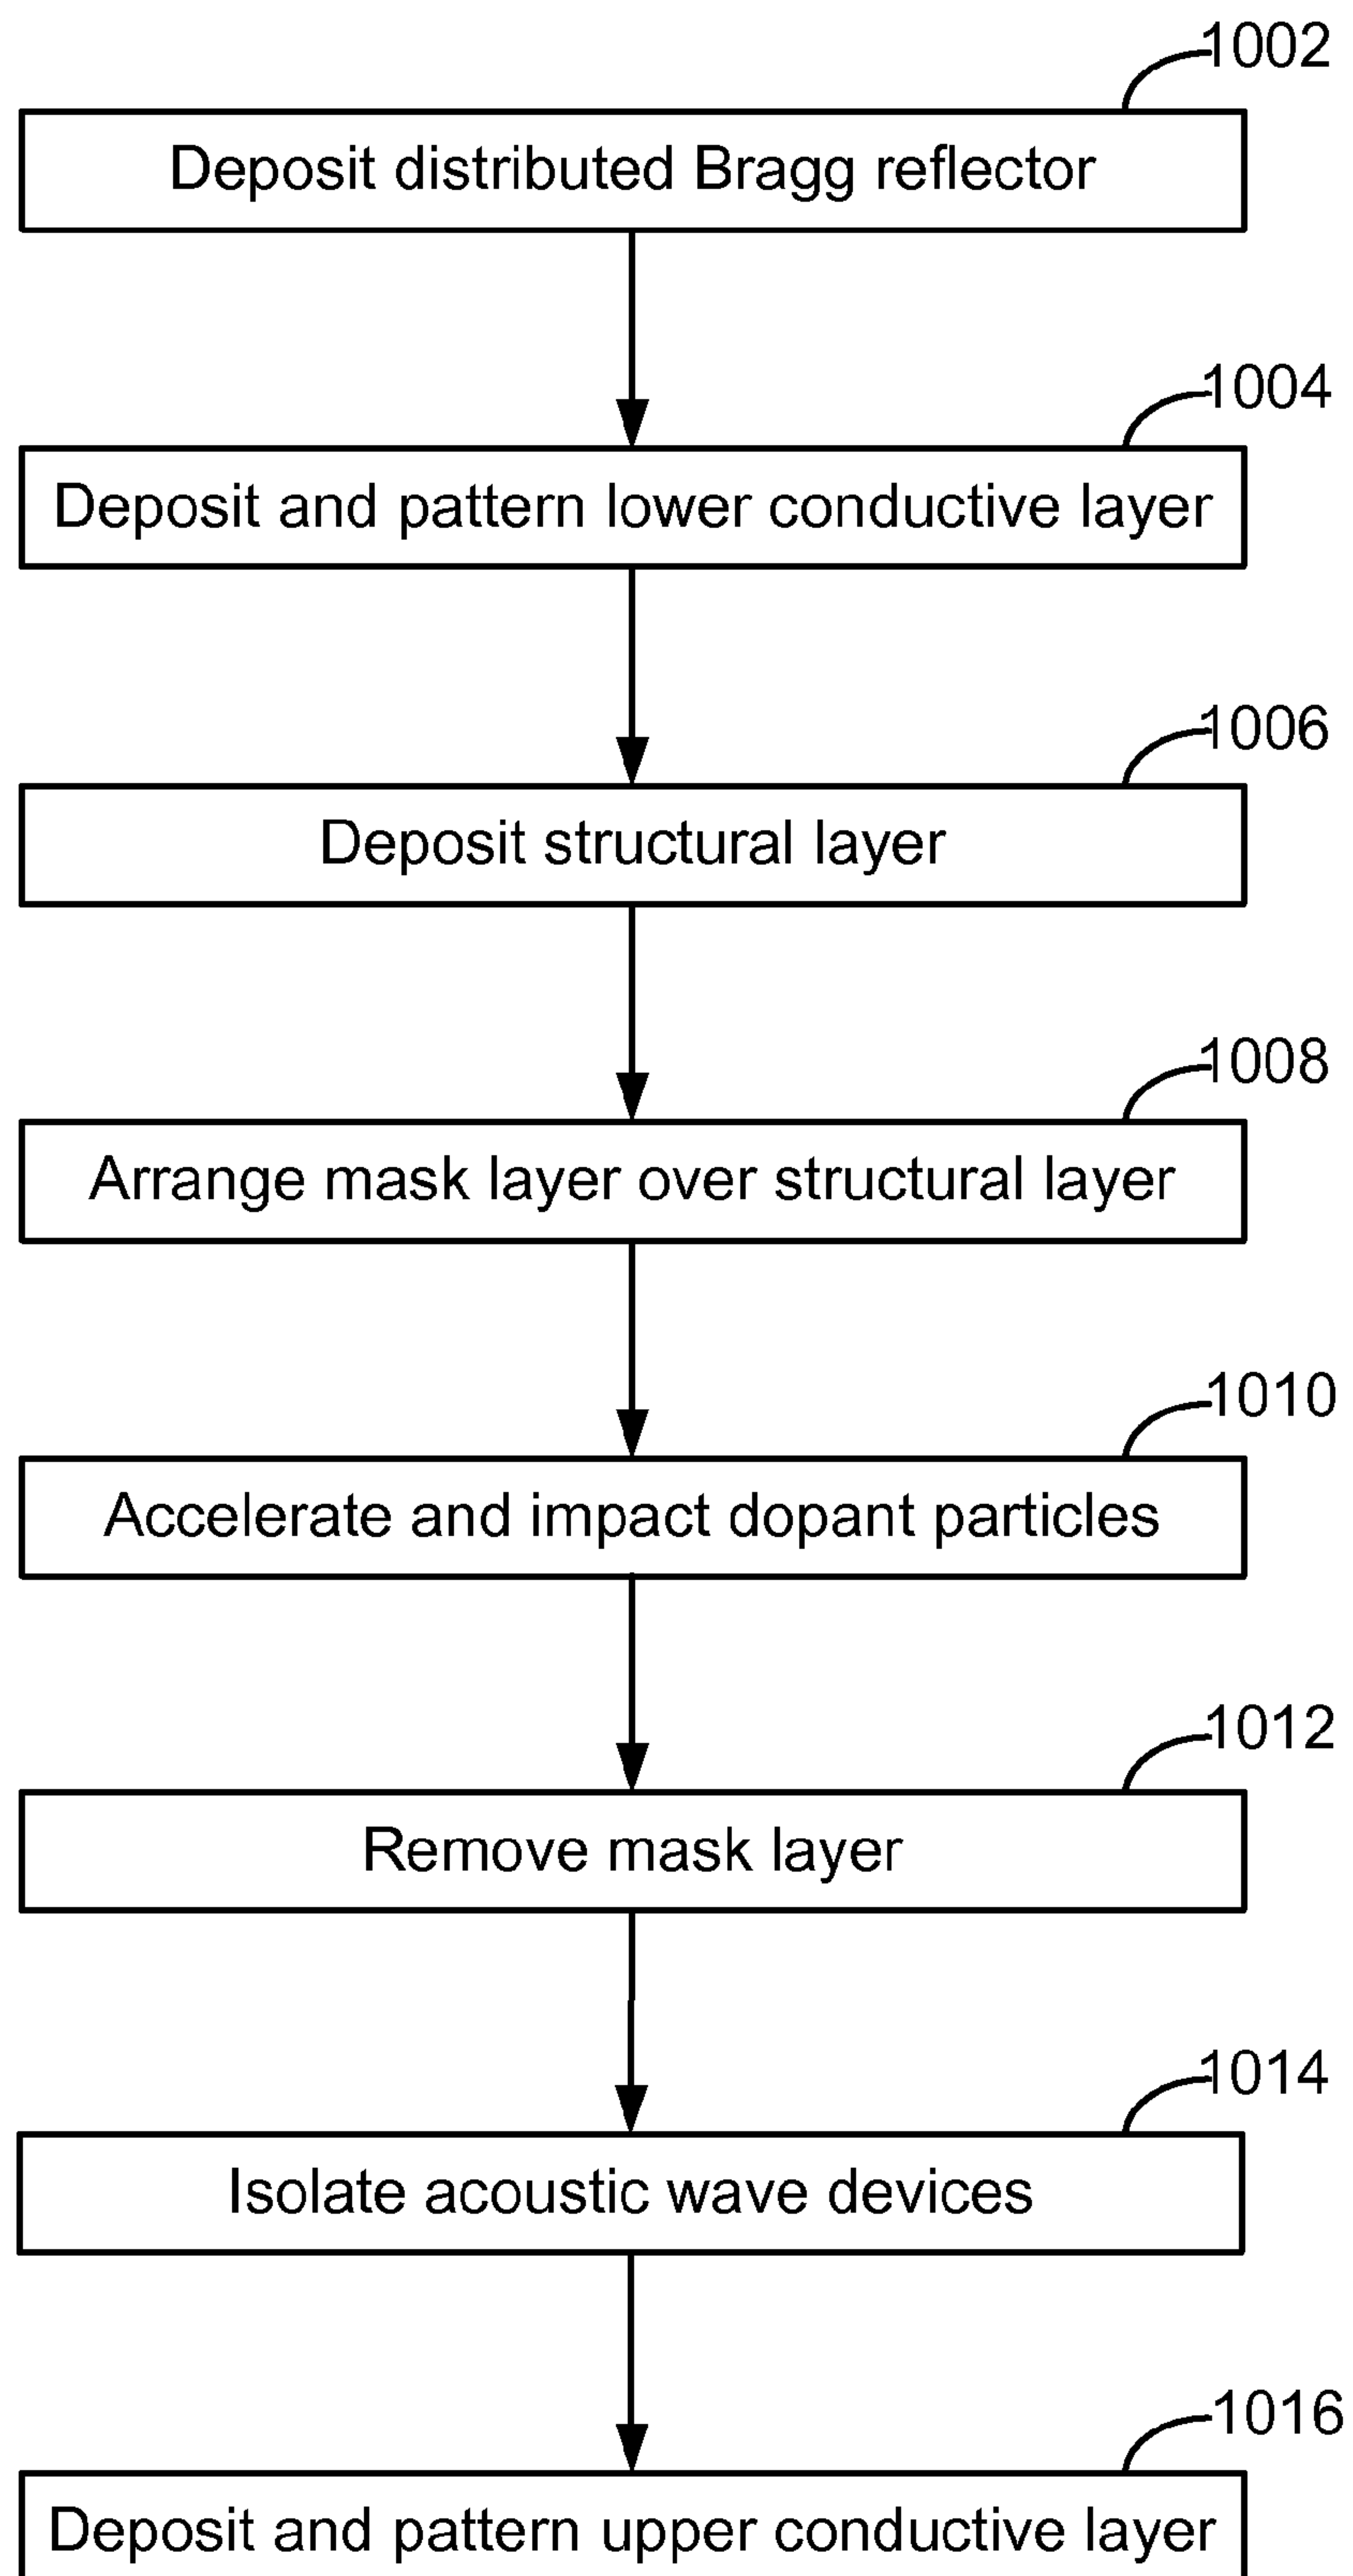 1002
Deposit distributed Bragg reflector
1004
Deposit and pattern lower conductive layer
1006
Deposit structural layer
1008
Arrange mask layer over structural layer
1010
Accelerate and impact dopant particles
1012
Remove mask layer
1014
Isolate acoustic wave devices
1016
Deposit and pattern upper conductive layer